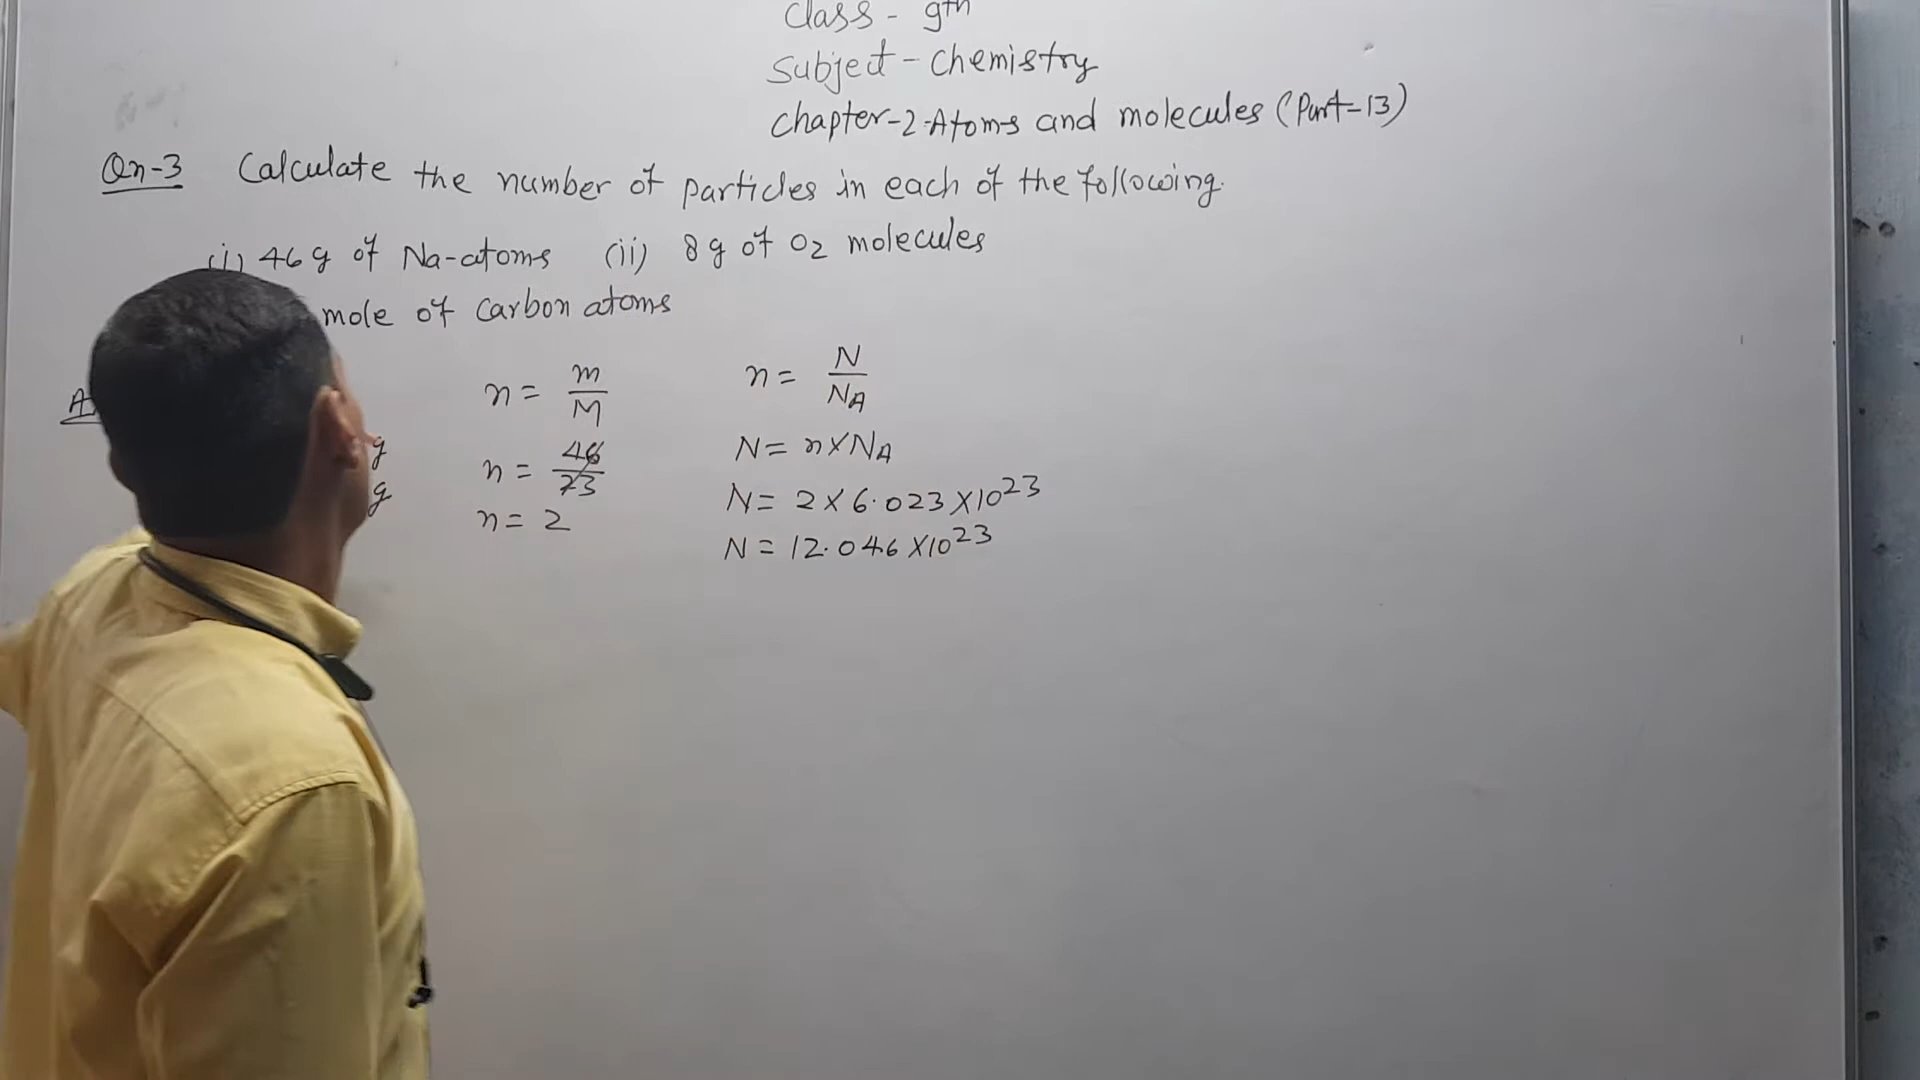 Class - 9th
Subject - Chemistry
Chapter-2-Atoms and molecules (Part-13)
Qn-3 Calculate the number of particles in each of the following.
(i) 46 g of Na-atoms (ii) 8 g of O2 molecules
mole of Carbon atoms
A
n = m/M
n = N/NA
g
n = 46/23
N = n×NA
g
n = 2
N = 2 × 6.023 × 10^23
N = 12.046 × 10^23